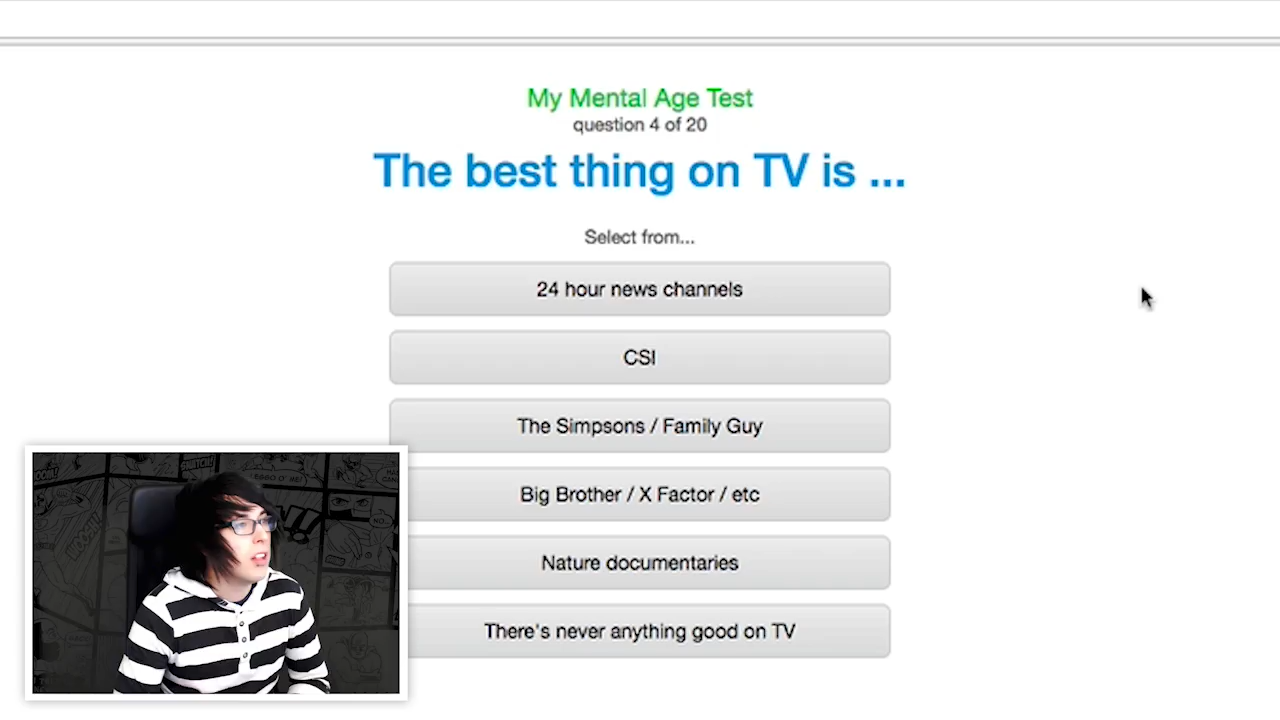 My Mental Age Test
question 4 of 20
The best thing on TV is ...
Select from...
24 hour news channels
CSI
The Simpsons / Family Guy
Big Brother / X Factor / etc
Nature documentaries
There's never anything good on TV